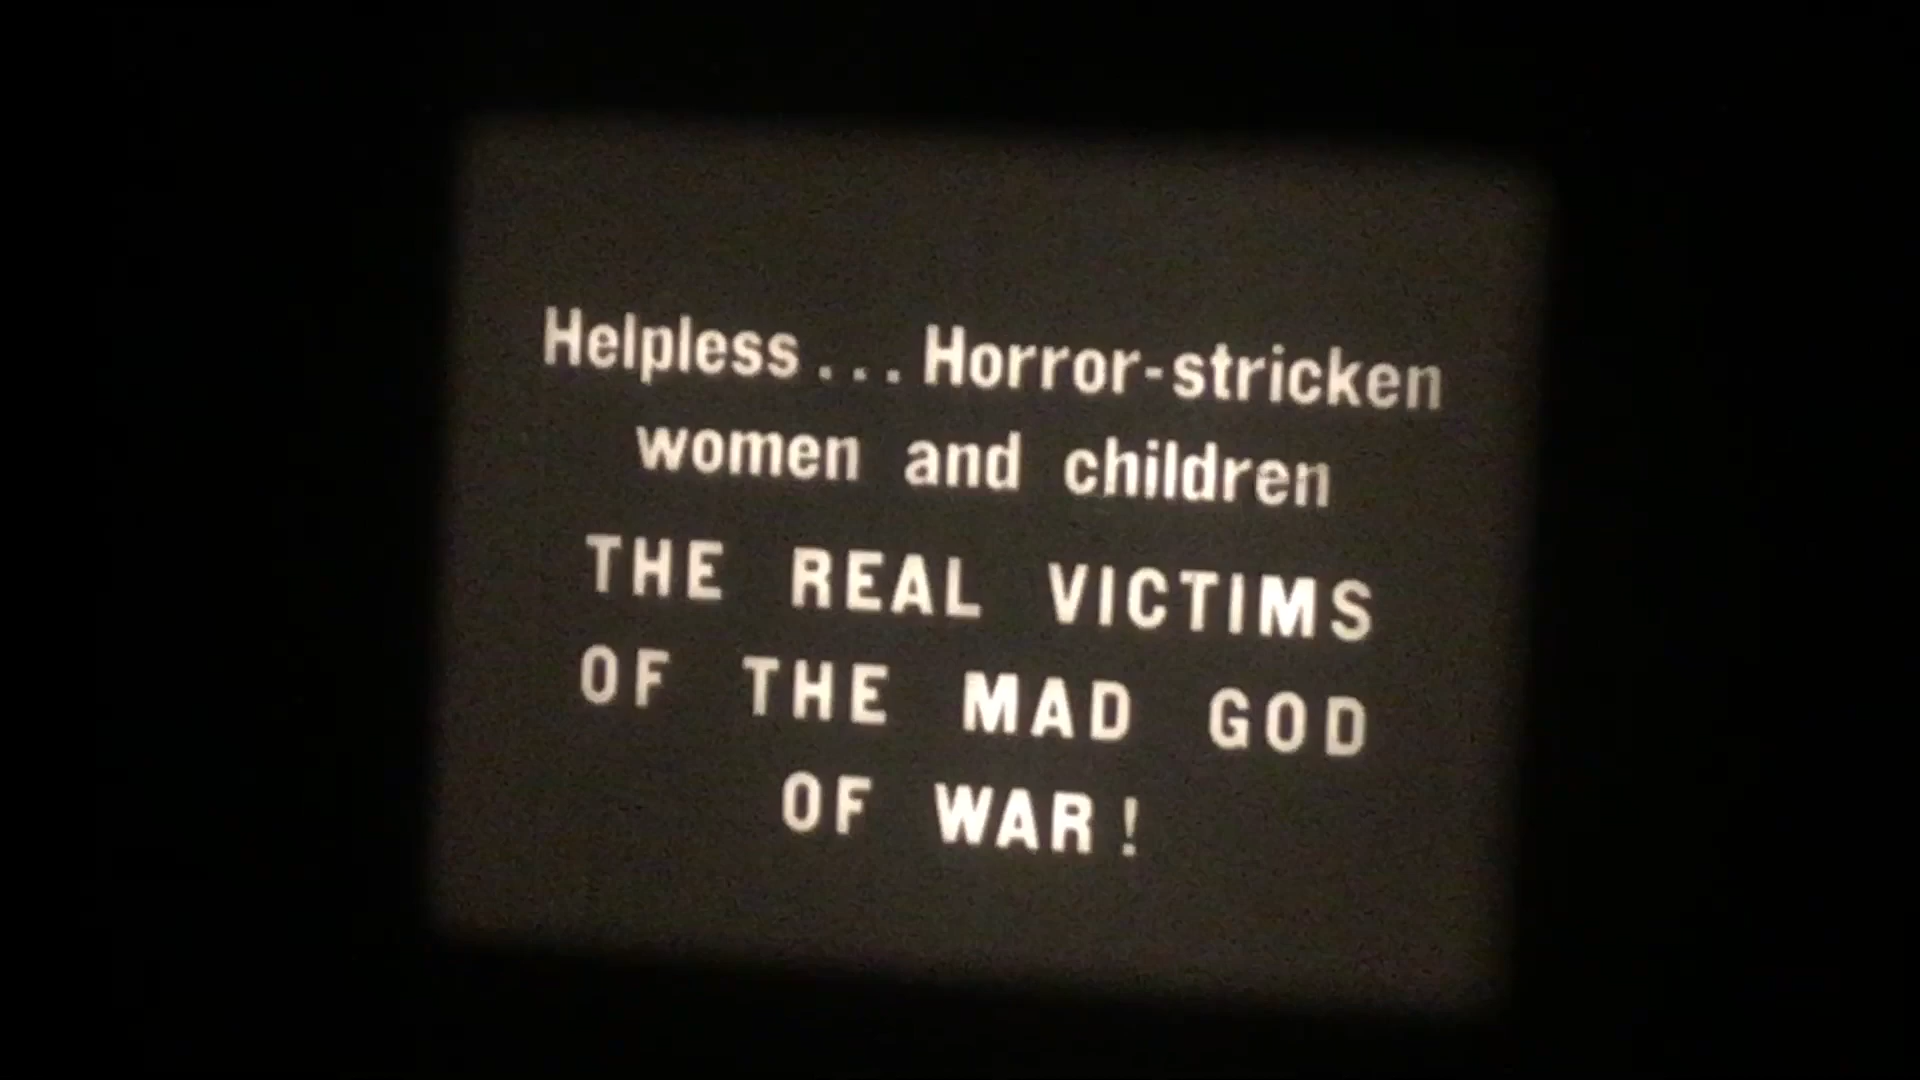 Helpless... Horror-stricken
women and children
THE REAL VICTIMS
OF THE MAD GOD
OF WAR!